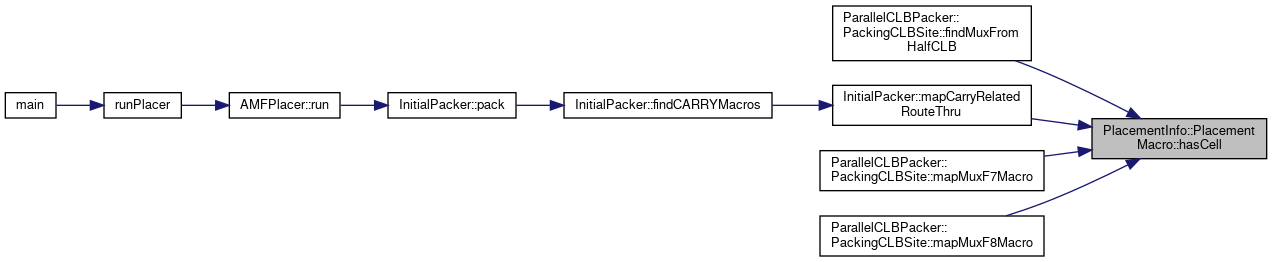 main
runPlacer
AMFPlacer::run
InitialPacker::pack
InitialPacker::findCARRYMacros
ParallelCLBPacker::
PackingCLBSite::findMuxFrom
HalfCLB
InitialPacker::mapCarryRelated
RouteThru
ParallelCLBPacker::
PackingCLBSite::mapMuxF7Macro
ParallelCLBPacker::
PackingCLBSite::mapMuxF8Macro
PlacementInfo::Placement
Macro::hasCell